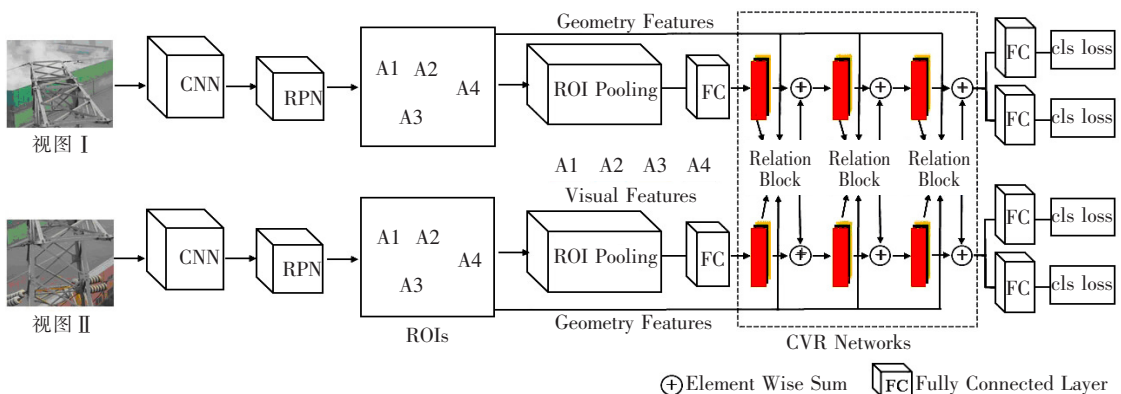 Geometry Features
CNN
RPN
A1 A2
A4
A3
ROI Pooling
FC
FC
cls loss
FC
cls loss
视图 Ⅰ
A1 A2 A3 A4
Visual Features
Relation Block
Relation Block
Relation Block
CNN
RPN
A1 A2
A4
A3
ROI Pooling
FC
FC
cls loss
FC
cls loss
视图 Ⅱ
ROIs
Geometry Features
CVR Networks
Element Wise Sum
FC Fully Connected Layer